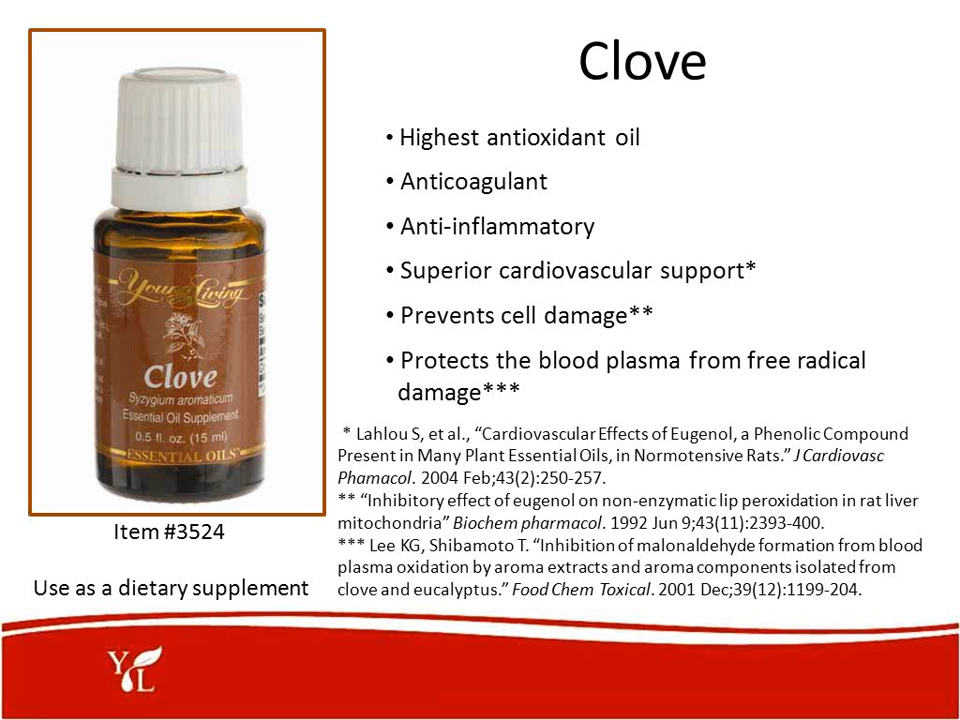 Clove
• Highest antioxidant oil
• Anticoagulant
• Anti-inflammatory
• Superior cardiovascular support*
• Prevents cell damage**
• Protects the blood plasma from free radical
damage***
* Lahlou S, et al., “Cardiovascular Effects of Eugenol, a Phenolic Compound
Present in Many Plant Essential Oils, in Normotensive Rats.” J Cardiovasc
Phamacol. 2004 Feb;43(2):250-257.
** “Inhibitory effect of eugenol on non-enzymatic lip peroxidation in rat liver
mitochondria” Biochem pharmacol. 1992 Jun 9;43(11):2393-400.
*** Lee KG, Shibamoto T. “Inhibition of malonaldehyde formation from blood
plasma oxidation by aroma extracts and aroma components isolated from
clove and eucalyptus.” Food Chem Toxical. 2001 Dec;39(12):1199-204.
Young Living
Clove
Syzygium aromaticum
Essential Oil Supplement
0.5 fl. oz. (15 ml)
ESSENTIAL OILS™
Item #3524
Use as a dietary supplement
YL